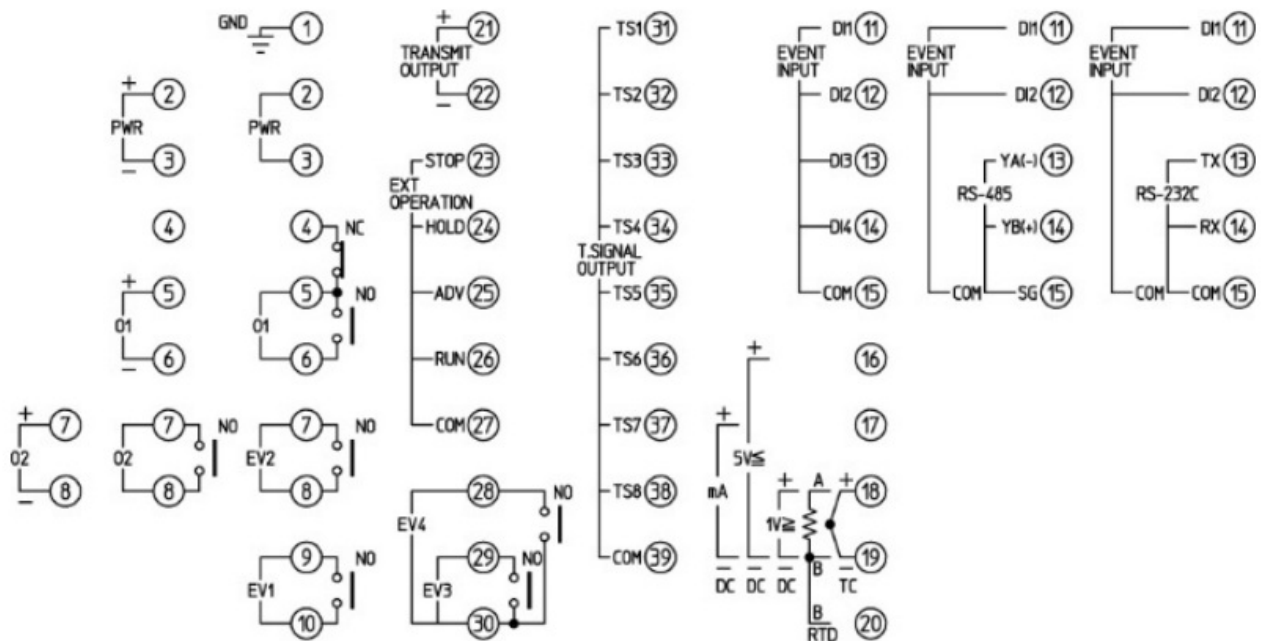 GND 1 + 21 TS1 31 DI1 11 DI1 11 DI1 11
TRANSMIT OUTPUT EVENT INPUT EVENT INPUT EVENT INPUT
+ 2 2 - 22 TS2 32 DI2 12 DI2 12 DI2 12
PWR PWR
- 3 3 STOP 23 TS3 33 DI3 13 YA(-) 13 TX 13
EXT OPERATION RS-485 RS-232C
4 4 NC HOLD 24 TS4 34 DI4 14 YB(+) 14 RX 14
T.SIGNAL OUTPUT
+ 5 5 NO ADV 25 TS5 35 COM 15 COM SG 15 COM COM 15
O1 O1
- 6 6 RUN 26 TS6 36 + 16
+ 7 7 NO 7 NO COM 27 TS7 37 + 17
O2 O2 EV2 5V≦
- 8 8 8 28 NO TS8 38 mA + A + 18
EV4 1V≧
9 NO 29 NO COM 39 - - - B - 19
DC DC DC TC
EV1 EV3
10 30 B 20
RTD